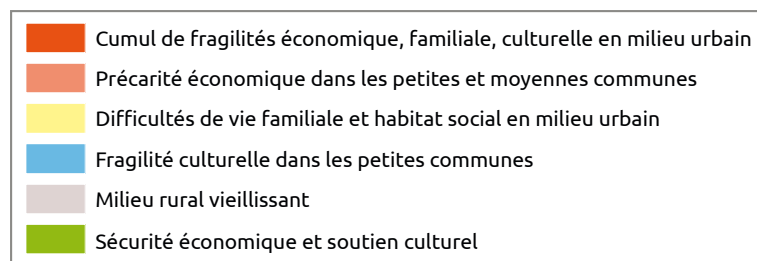 Cumul de fragilités économique, familiale, culturelle en milieu urbain
Précarité économique dans les petites et moyennes communes
Difficultés de vie familiale et habitat social en milieu urbain
Fragilité culturelle dans les petites communes
Milieu rural vieillissant
Sécurité économique et soutien culturel